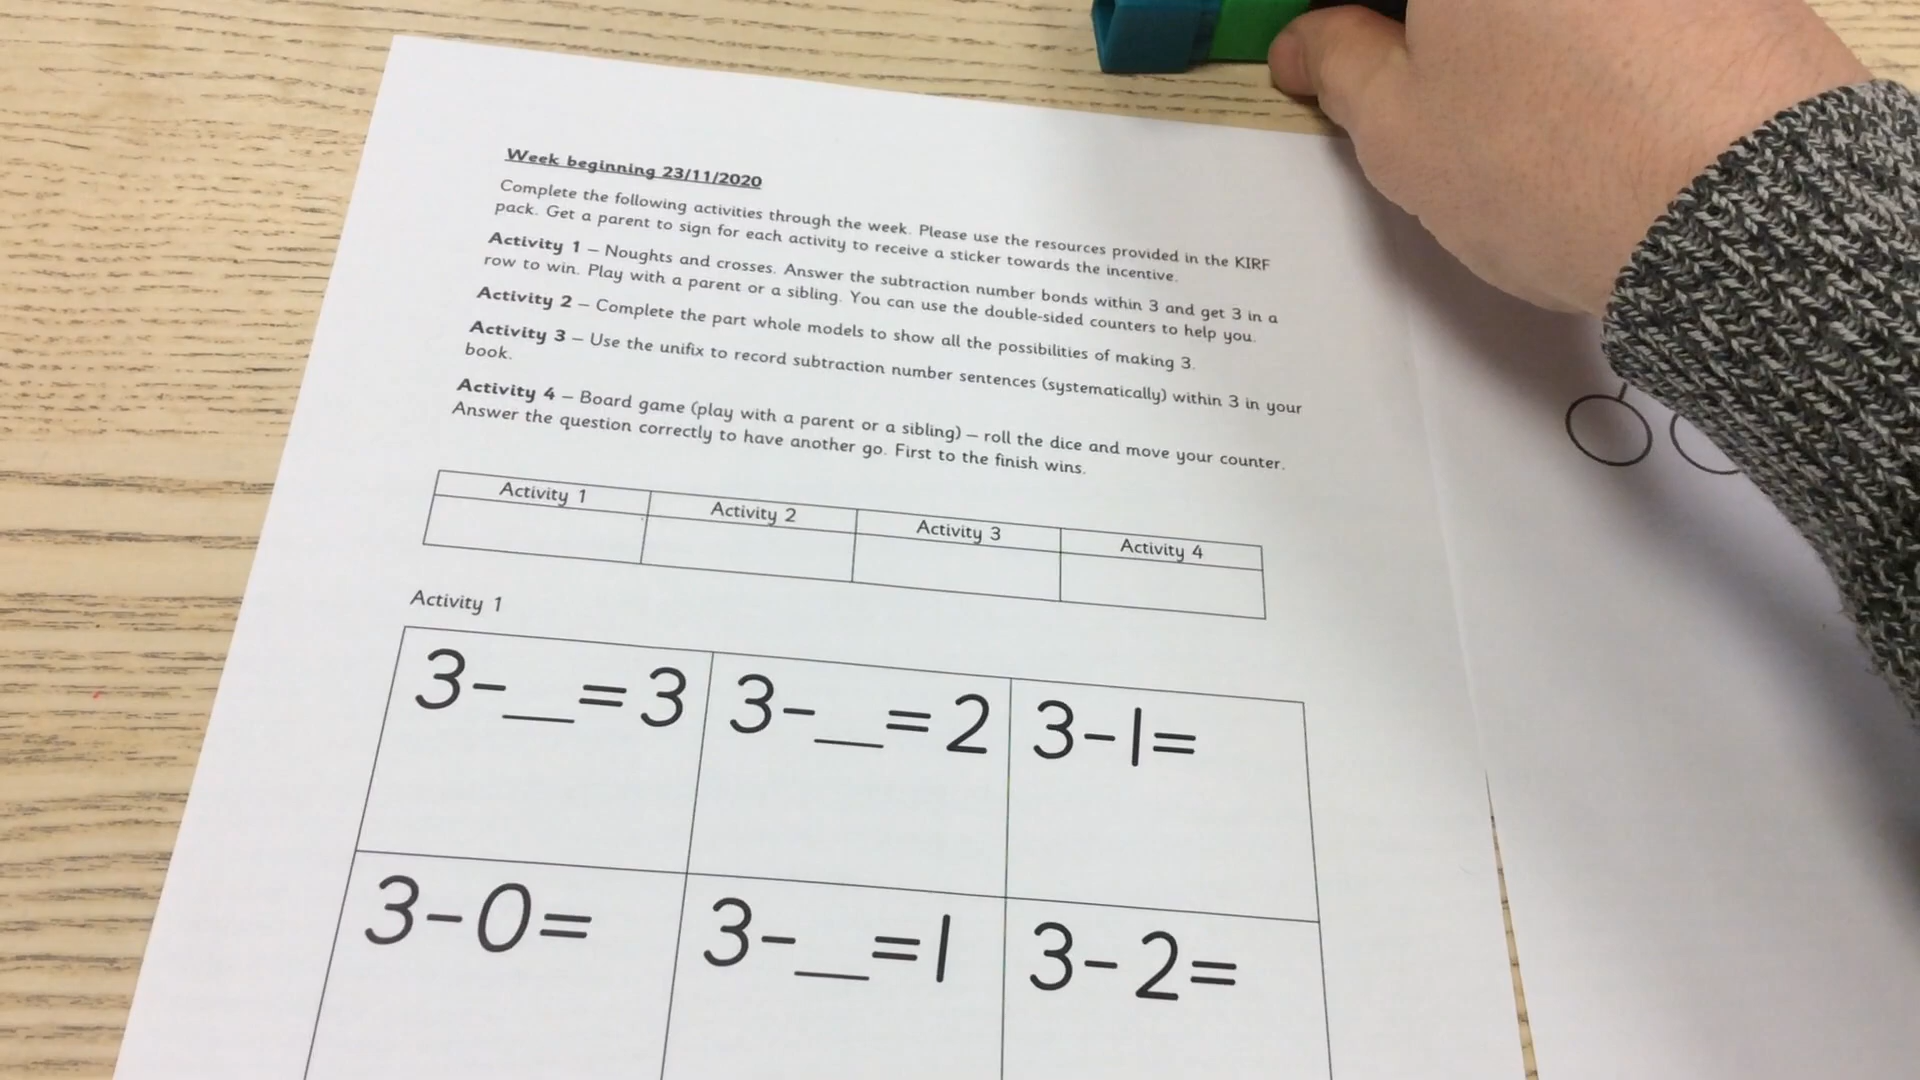 Week beginning 23/11/2020
Complete the following activities through the week. Please use the resources provided in the KIRF
pack. Get a parent to sign for each activity to receive a sticker towards the incentive.
Activity 1 – Noughts and crosses. Answer the subtraction number bonds within 3 and get 3 in a
row to win. Play with a parent or a sibling. You can use the double-sided counters to help you.
Activity 2 – Complete the part whole models to show all the possibilities of making 3.
Activity 3 – Use the unifix to record subtraction number sentences (systematically) within 3 in your
book.
Activity 4 – Board game (play with a parent or a sibling) – roll the dice and move your counter.
Answer the question correctly to have another go. First to the finish wins.
Activity 1 Activity 2 Activity 3 Activity 4
Activity 1
3-__=3 3-__=2 3-1=
3-0= 3-__=1 3-2=